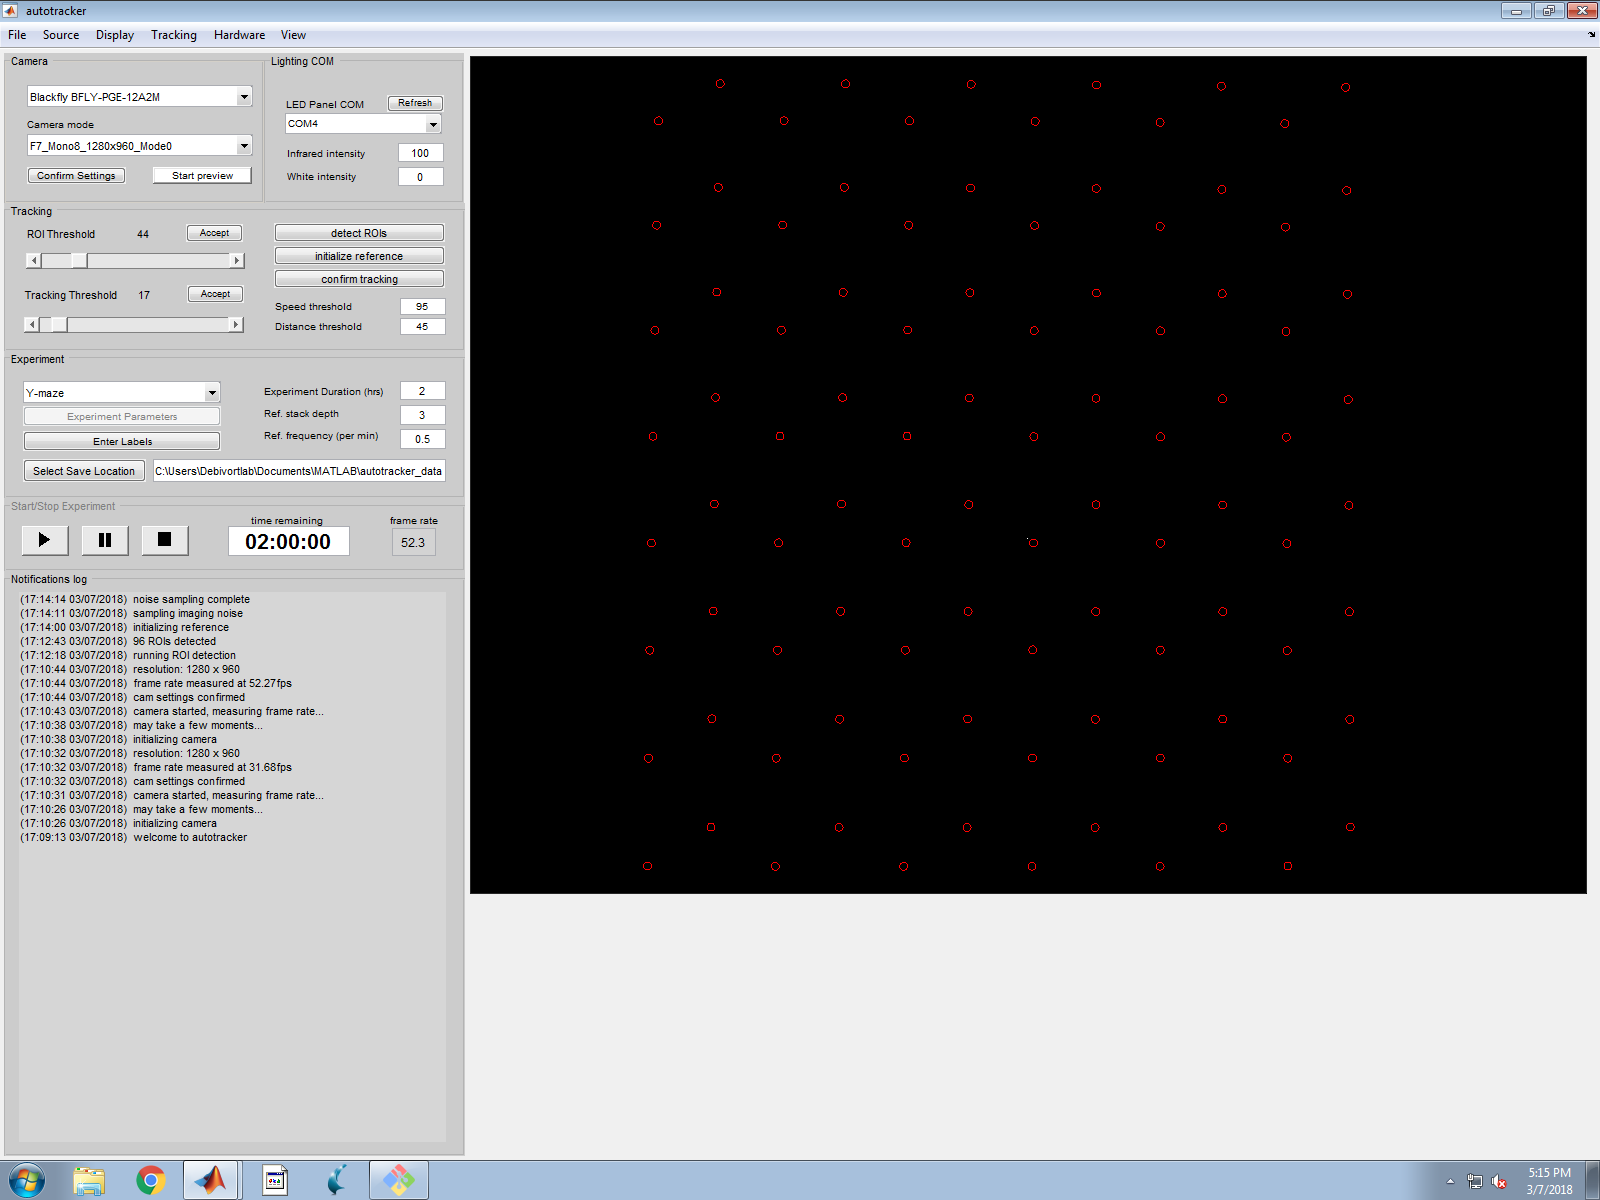 autotracker
File Source Display Tracking Hardware View
Camera
Blackfly BFLY-PGE-12A2M
Camera mode
F7_Mono8_1280x960_Mode0
Confirm Settings Start preview
Lighting COM
LED Panel COM Refresh
COM4
Infrared intensity 100
White intensity 0
Tracking
ROI Threshold 44 Accept
Tracking Threshold 17 Accept
detect ROIs
initialize reference
confirm tracking
Speed threshold 95
Distance threshold 45
Experiment
Y-maze
Experiment Parameters
Enter Labels
Experiment Duration (hrs) 2
Ref. stack depth 3
Ref. frequency (per min) 0.5
Select Save Location C:\Users\Debivortlab\Documents\MATLAB\autotracker_data
Start/Stop Experiment
time remaining
02:00:00
frame rate
52.3
Notifications log
(17:14:14 03/07/2018) noise sampling complete
(17:14:11 03/07/2018) sampling imaging noise
(17:14:00 03/07/2018) initializing reference
(17:12:43 03/07/2018) 96 ROIs detected
(17:12:18 03/07/2018) running ROI detection
(17:10:44 03/07/2018) resolution: 1280 x 960
(17:10:44 03/07/2018) frame rate measured at 52.27fps
(17:10:44 03/07/2018) cam settings confirmed
(17:10:43 03/07/2018) camera started, measuring frame rate...
(17:10:38 03/07/2018) may take a few moments...
(17:10:38 03/07/2018) initializing camera
(17:10:32 03/07/2018) resolution: 1280 x 960
(17:10:32 03/07/2018) frame rate measured at 31.68fps
(17:10:32 03/07/2018) cam settings confirmed
(17:10:31 03/07/2018) camera started, measuring frame rate...
(17:10:26 03/07/2018) may take a few moments...
(17:10:26 03/07/2018) initializing camera
(17:09:13 03/07/2018) welcome to autotracker
5:15 PM
3/7/2018